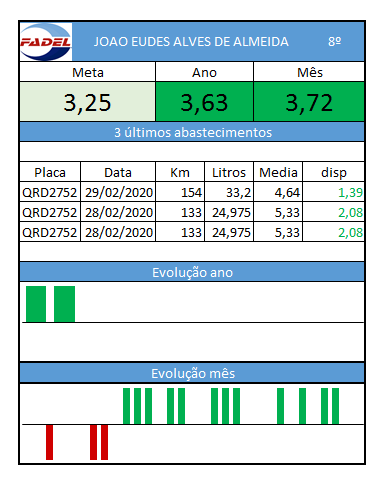 FADEL JOAO EUDES ALVES DE ALMEIDA 8º
Meta Ano Mês
3,25 3,63 3,72
3 últimos abastecimentos
Placa Data Km Litros Media disp
QRD2752 29/02/2020 154 33,2 4,64 1,39
QRD2752 28/02/2020 133 24,975 5,33 2,08
QRD2752 28/02/2020 133 24,975 5,33 2,08
Evolução ano
Evolução mês